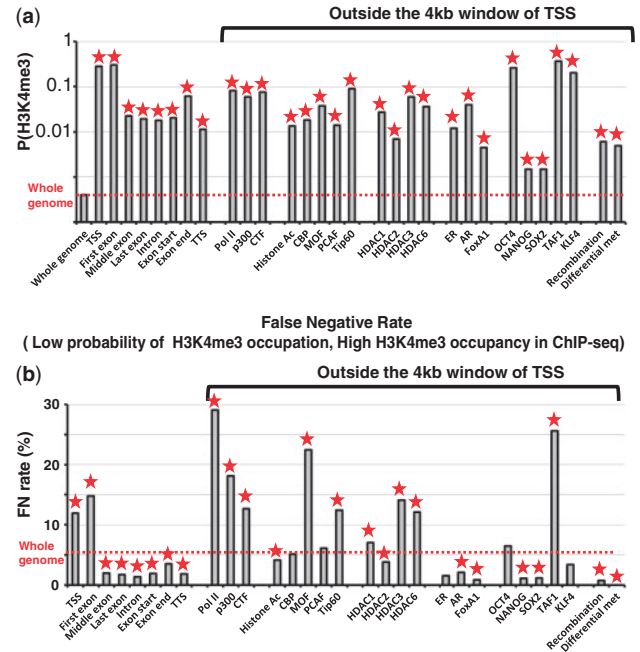 (a)
Outside the 4kb window of TSS
P(H3K4me3)
1
0.1
0.01
Whole
genome
Whole genome
TSS
First exon
Middle exon
Last exon
Intron
Exon start
Exon end
TTS
Pol II
p300
CTF
Histone Ac
CBP
MOF
PCAF
Tip60
HDAC1
HDAC2
HDAC3
HDAC6
ER
AR
FoxA1
OCT4
NANOG
SOX2
TAF1
KLF4
Recombination
Differential met
False Negative Rate
( Low probability of H3K4me3 occupation, High H3K4me3 occupancy in ChIP-seq)
(b)
Outside the 4kb window of TSS
FN rate (%)
30
20
10
0
Whole
genome
TSS
First exon
Middle exon
Last exon
Intron
Exon start
Exon end
TTS
Pol II
p300
CTF
Histone Ac
CBP
MOF
PCAF
Tip60
HDAC1
HDAC2
HDAC3
HDAC6
ER
AR
FoxA1
OCT4
NANOG
SOX2
TAF1
KLF4
Recombination
Differential met